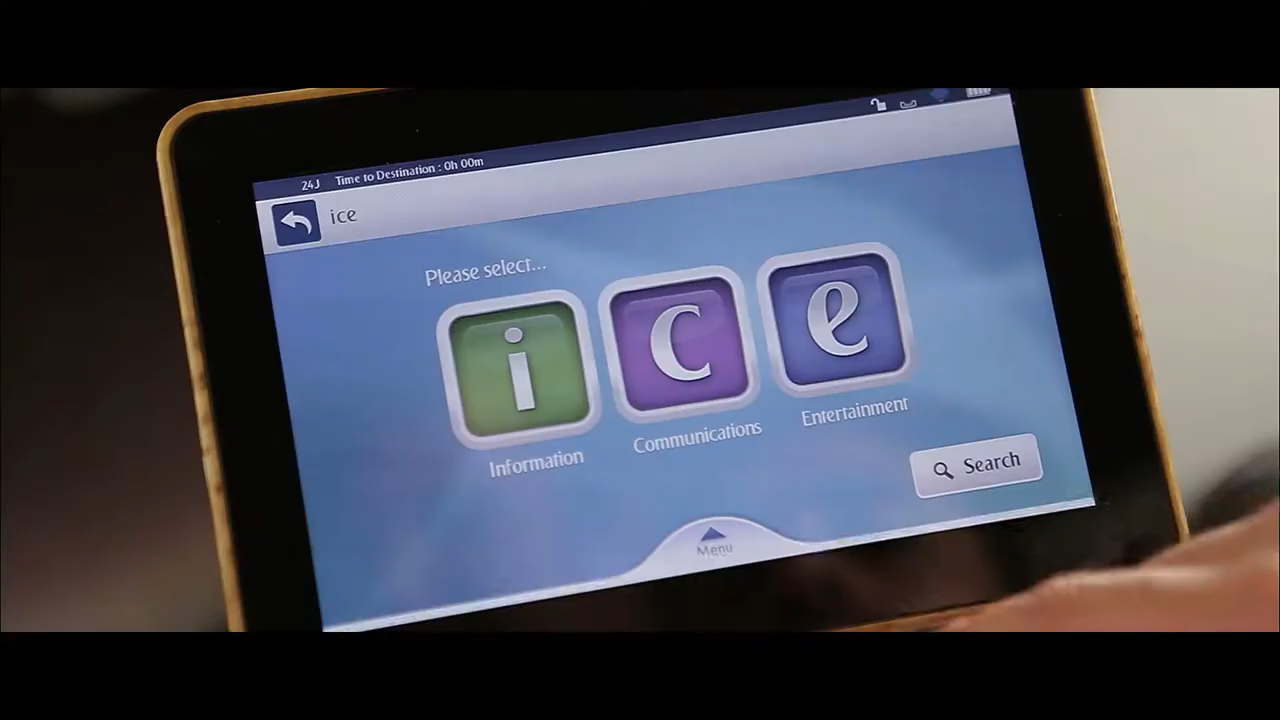 24J Time to Destination : 0h 00m
ice
Please select...
i c e
Information Communications Entertainment
Search
Menu